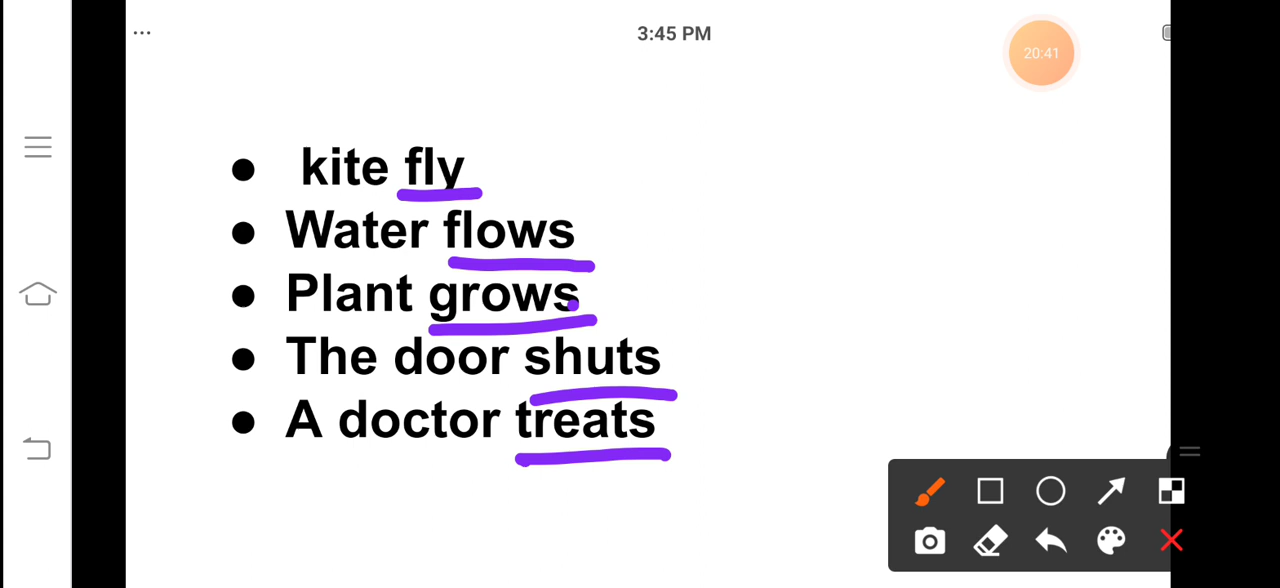 3:45 PM
20:41
● kite fly
● Water flows
● Plant grows
● The door shuts
● A doctor treats